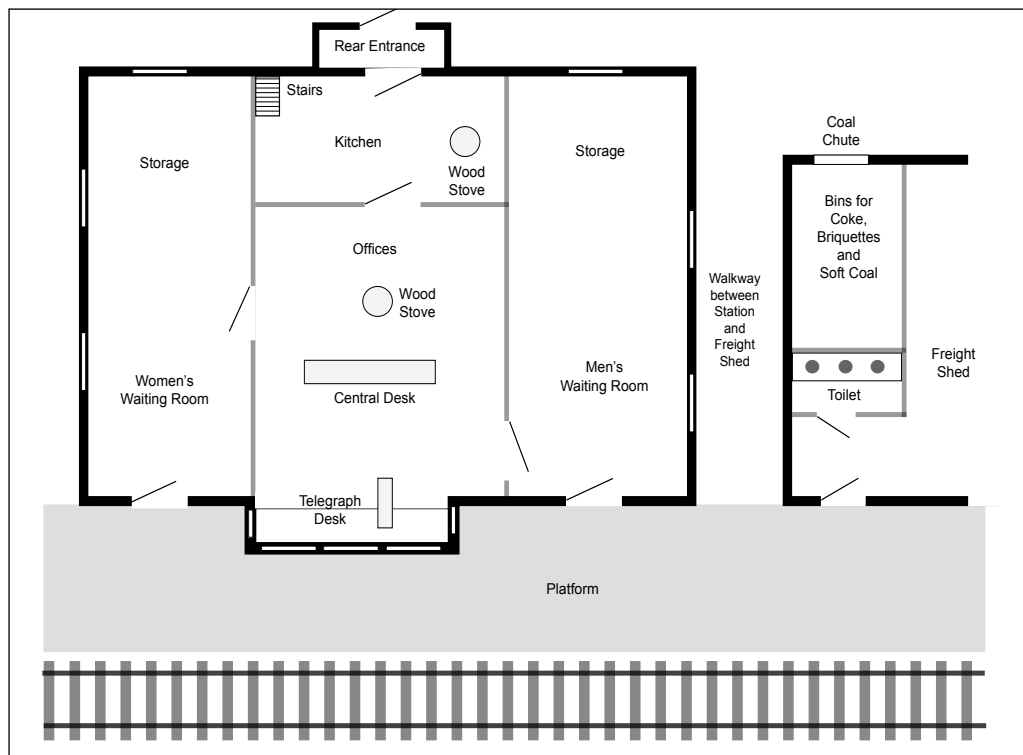 Rear Entrance
Stairs
Kitchen
Wood
Stove
Storage
Storage
Offices
Wood
Stove
Women’s
Waiting Room
Central Desk
Men’s
Waiting Room
Telegraph
Desk
Walkway
between
Station
and
Freight
Shed
Coal
Chute
Bins for
Coke,
Briquettes
and
Soft Coal
Toilet
Freight
Shed
Platform